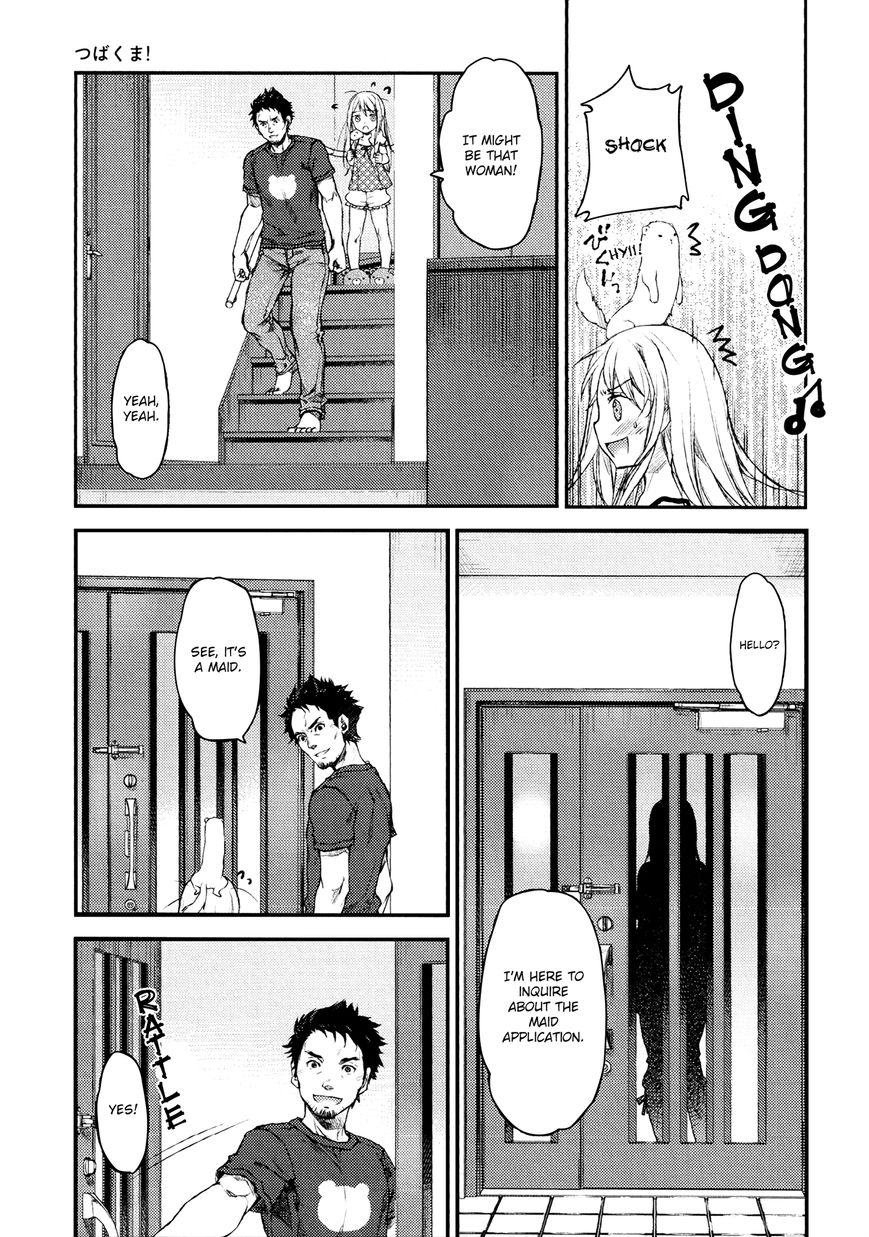 つばくま!
DING DONG♪
SHOCK
びくっ
CHYII!
IT MIGHT
BE THAT
WOMAN!
YEAH,
YEAH.
HELLO?
I'M HERE TO
INQUIRE
ABOUT THE
MAID
APPLICATION.
SEE, IT'S
A MAID.
RATTLE
YES!